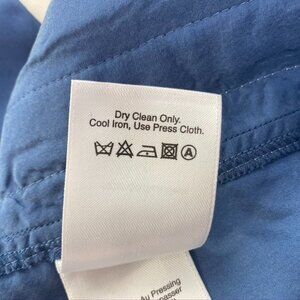 Dry Clean Only.
Cool Iron, Use Press Cloth.
A
Au Pressing